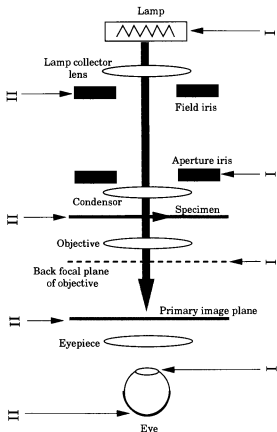 Lamp
I
Lamp collector
lens
II
Field iris
Aperture iris
I
Condensor
II
Specimen
Objective
I
Back focal plane
of objective
Primary image plane
II
Eyepiece
I
II
Eye